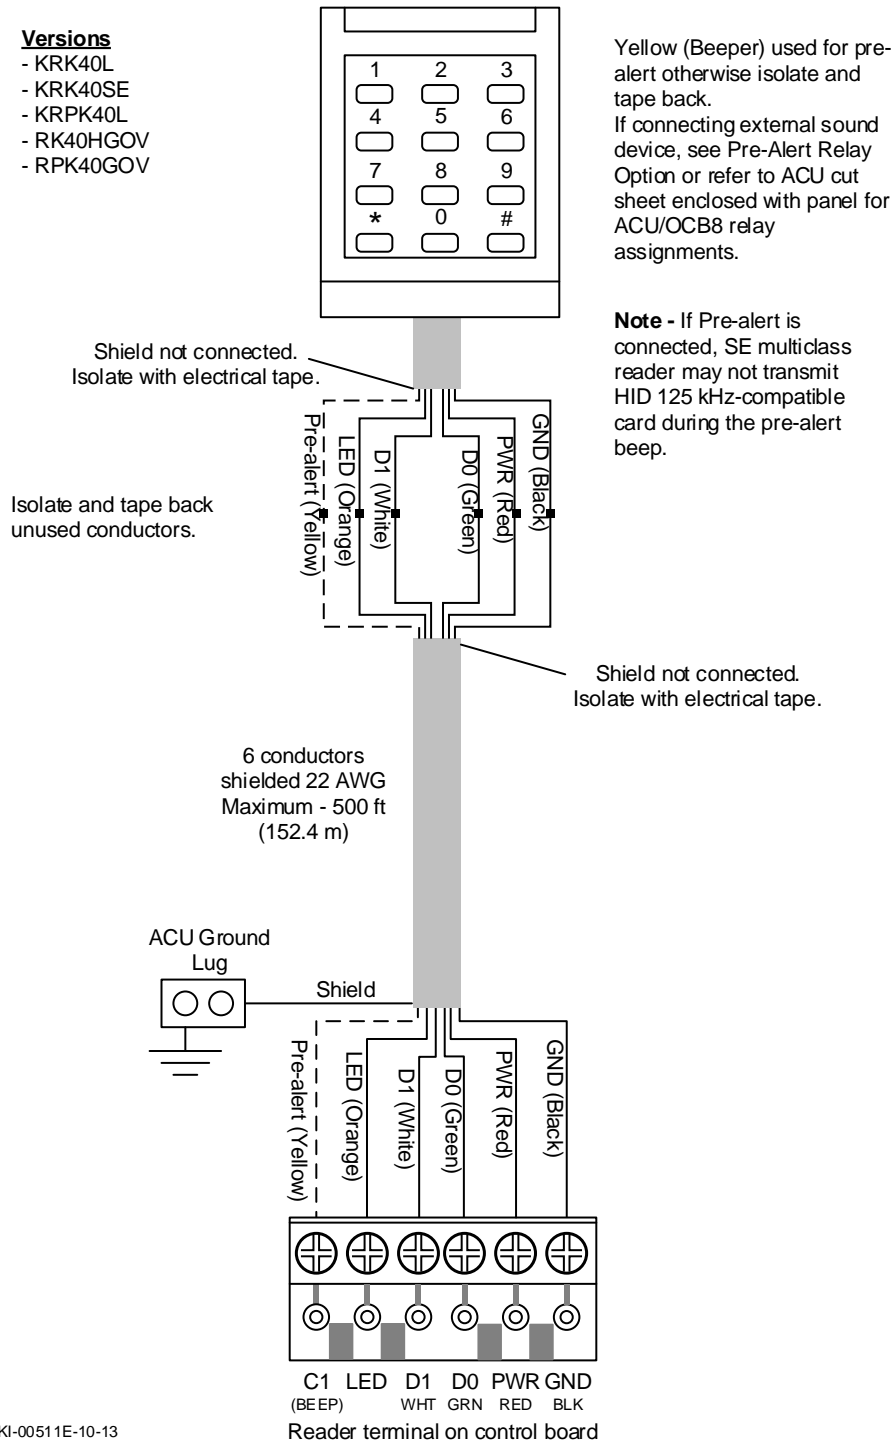 Versions
- KRK40L
- KRK40SE
- KRPK40L
- RK40HGOV
- RPK40GOV
1 2 3
4 5 6
7 8 9
* 0 #
Yellow (Beeper) used for pre-
alert otherwise isolate and
tape back.
If connecting external sound
device, see Pre-Alert Relay
Option or refer to ACU cut
sheet enclosed with panel for
ACU/OCB8 relay
assignments.
Note - If Pre-alert is
connected, SE multiclass
reader may not transmit
HID 125 kHz-compatible
card during the pre-alert
beep.
Shield not connected.
Isolate with electrical tape.
Pre-alert (Yellow)
LED (Orange)
D1 (White)
D0 (Green)
PWR (Red)
GND (Black)
Isolate and tape back
unused conductors.
Shield not connected.
Isolate with electrical tape.
6 conductors
shielded 22 AWG
Maximum - 500 ft
(152.4 m)
ACU Ground
Lug
Shield
Pre-alert (Yellow)
LED (Orange)
D1 (White)
D0 (Green)
PWR (Red)
GND (Black)
C1 LED D1 D0 PWR GND
(BEEP) WHT GRN RED BLK
Reader terminal on control board
KI-00511E-10-13